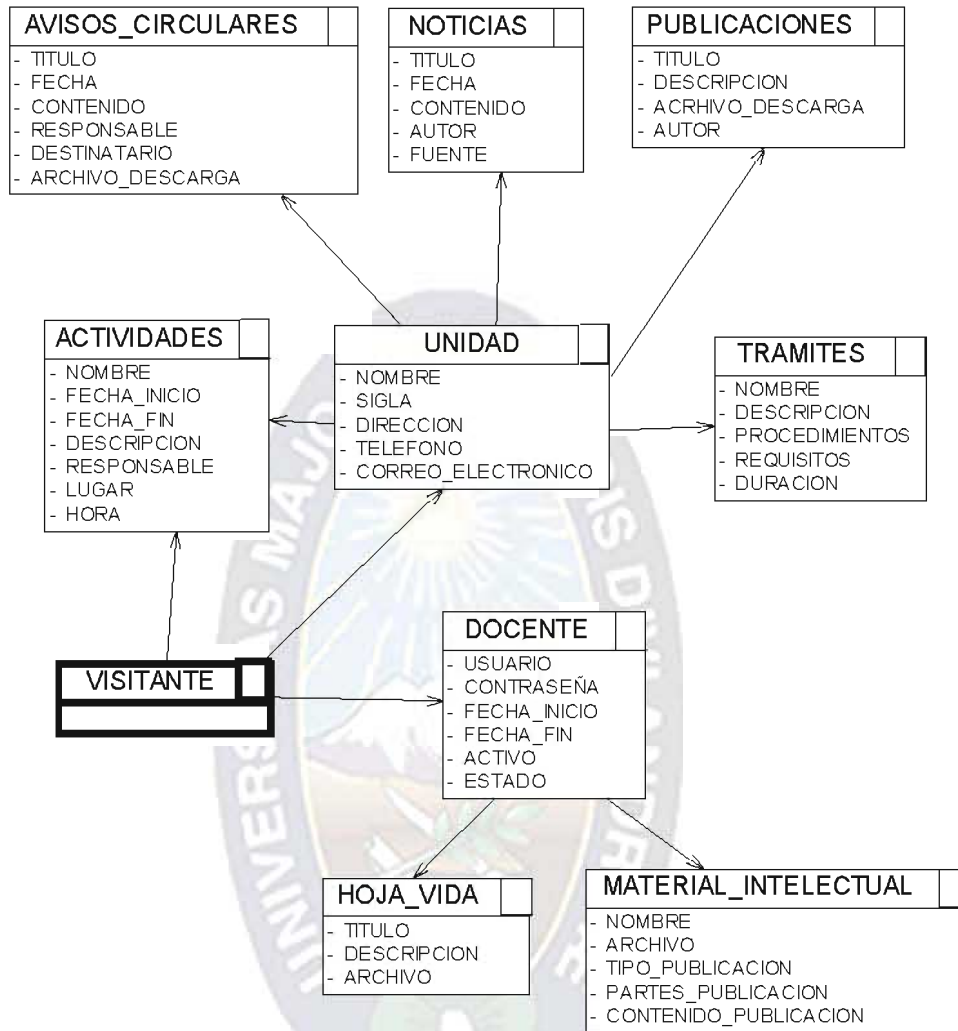 AVISOS_CIRCULARES
- TITULO
- FECHA
- CONTENIDO
- RESPONSABLE
- DESTINATARIO
- ARCHIVO_DESCARGA
NOTICIAS
- TITULO
- FECHA
- CONTENIDO
- AUTOR
- FUENTE
PUBLICACIONES
- TITULO
- DESCRIPCION
- ACRHIVO_DESCARGA
- AUTOR
ACTIVIDADES
- NOMBRE
- FECHA_INICIO
- FECHA_FIN
- DESCRIPCION
- RESPONSABLE
- LUGAR
- HORA
UNIDAD
- NOMBRE
- SIGLA
- DIRECCION
- TELEFONO
- CORREO_ELECTRONICO
TRAMITES
- NOMBRE
- DESCRIPCION
- PROCEDIMIENTOS
- REQUISITOS
- DURACION
VISITANTE
DOCENTE
- USUARIO
- CONTRASEÑA
- FECHA_INICIO
- FECHA_FIN
- ACTIVO
- ESTADO
HOJA_VIDA
- TITULO
- DESCRIPCION
- ARCHIVO
MATERIAL_INTELECTUAL
- NOMBRE
- ARCHIVO
- TIPO_PUBLICACION
- PARTES_PUBLICACION
- CONTENIDO_PUBLICACION